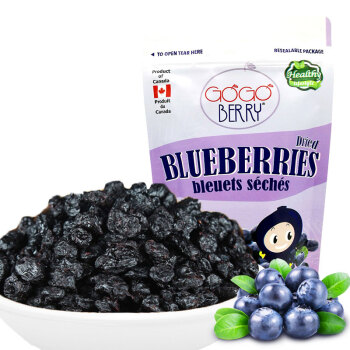 TO OPEN TEAR HERE
RESEALABLE PACKAGE
Product of
Canada
Produit du
Canada
Healthy
GOGO
BERRY
Dried
BLUEBERRIES
bleuets séchés